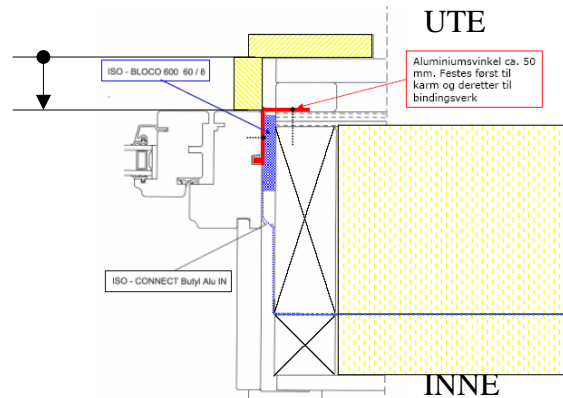 UTE
ISO - BLOCO 600  60 / 8
Aluminiumsvinkel ca. 50
mm. Festes først til
karm og deretter til
bindingsverk
ISO - CONNECT Butyl Alu IN
INNE